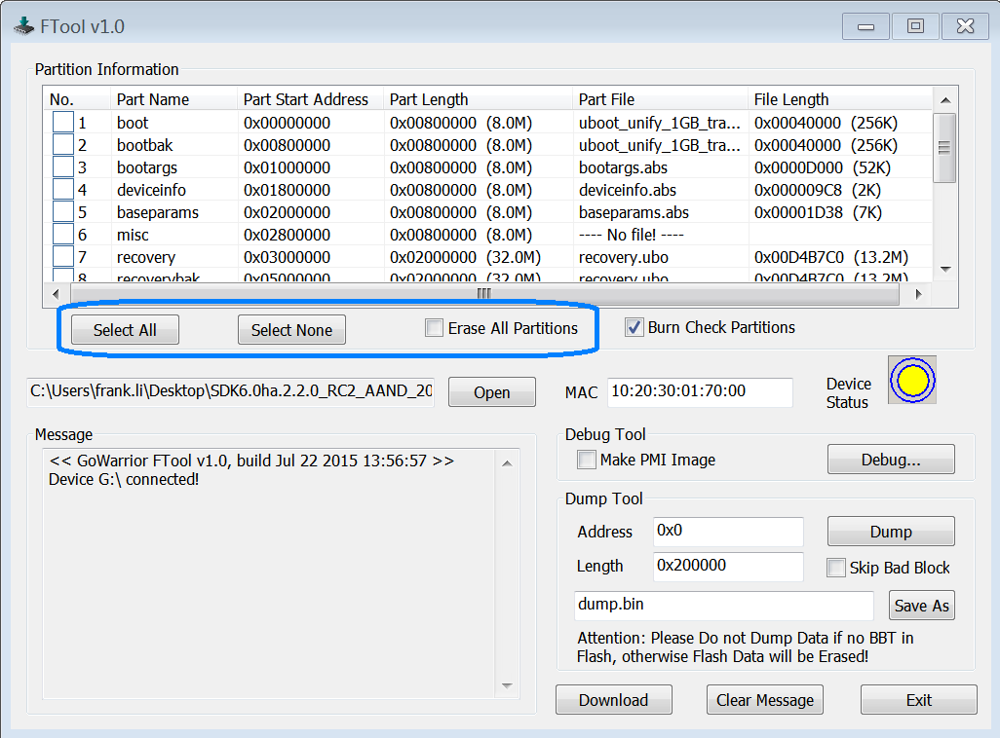 FTool v1.0
Partition Information
No. Part Name Part Start Address Part Length Part File File Length
1 boot 0x00000000 0x00800000 (8.0M) uboot_unify_1GB_tra... 0x00040000 (256K)
2 bootbak 0x00800000 0x00800000 (8.0M) uboot_unify_1GB_tra... 0x00040000 (256K)
3 bootargs 0x01000000 0x00800000 (8.0M) bootargs.abs 0x0000D000 (52K)
4 deviceinfo 0x01800000 0x00800000 (8.0M) deviceinfo.abs 0x000009C8 (2K)
5 baseparams 0x02000000 0x00800000 (8.0M) baseparams.abs 0x00001D38 (7K)
6 misc 0x02800000 0x00800000 (8.0M) ---- No file! ----
7 recovery 0x03000000 0x02000000 (32.0M) recovery.ubo 0x00D4B7C0 (13.2M)
8 recoverybak 0x05000000 0x02000000 (32.0M) recovery.ubo 0x00D4B7C0 (13.2M)
Select All Select None Erase All Partitions Burn Check Partitions
C:\Users\frank.li\Desktop\SDK6.0ha.2.2.0_RC2_AAND_20 Open MAC 10:20:30:01:70:00 Device
Status
Message
<< GoWarrior FTool v1.0, build Jul 22 2015 13:56:57 >>
Device G:\ connected!
Debug Tool
Make PMI Image Debug...
Dump Tool
Address 0x0 Dump
Length 0x200000 Skip Bad Block
dump.bin Save As
Attention: Please Do not Dump Data if no BBT in
Flash, otherwise Flash Data will be Erased!
Download Clear Message Exit